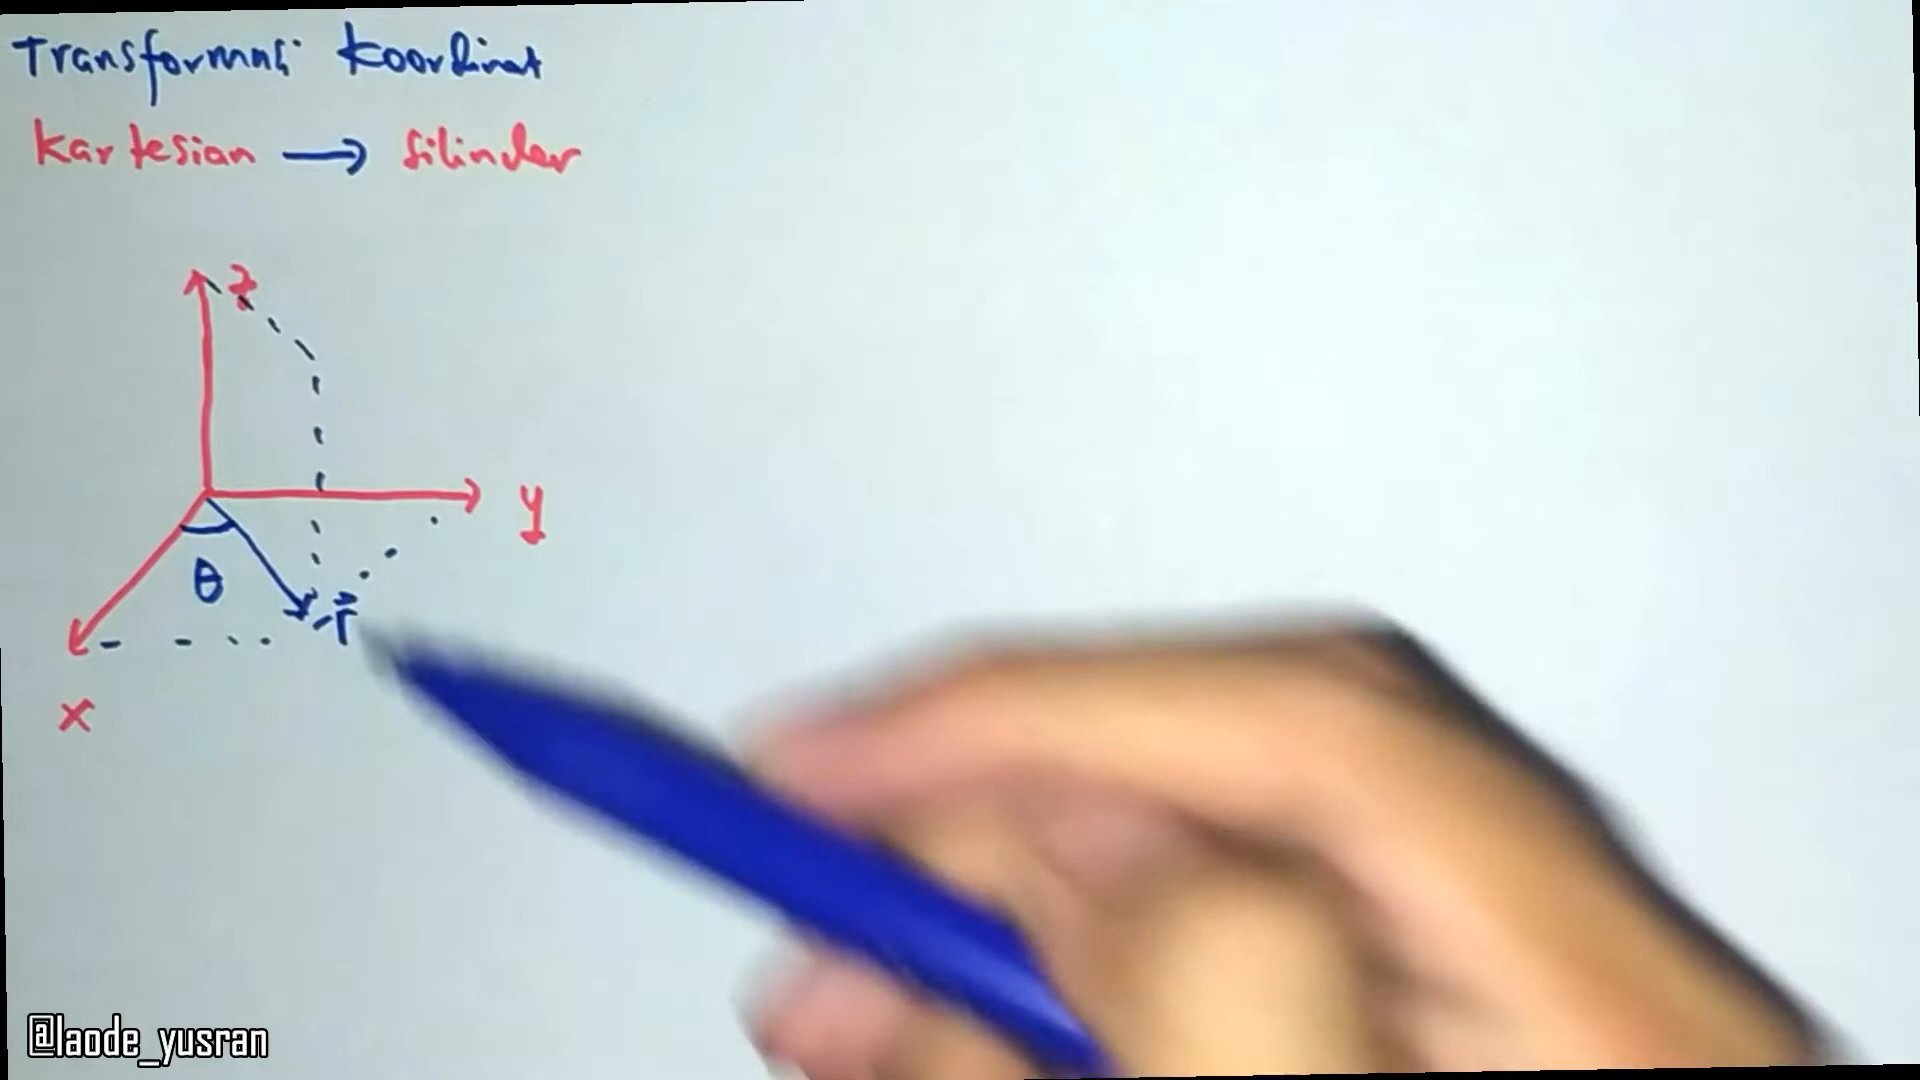 Transformasi Koordinat
Kartesian → Silinder
z
y
θ
r⃗
x
@laode_yusran